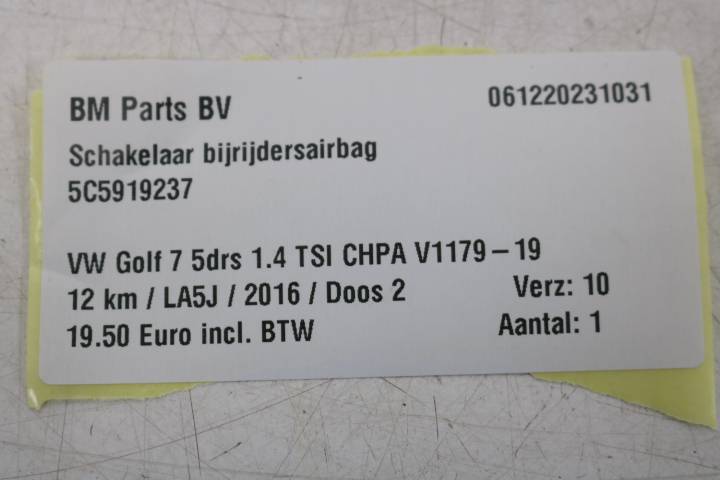 BM Parts BV 061220231031
Schakelaar bijrijdersairbag
5C5919237
VW Golf 7 5drs 1.4 TSI CHPA V1179-19
12 km / LA5J / 2016 / Doos 2 Verz: 10
19.50 Euro incl. BTW Aantal: 1